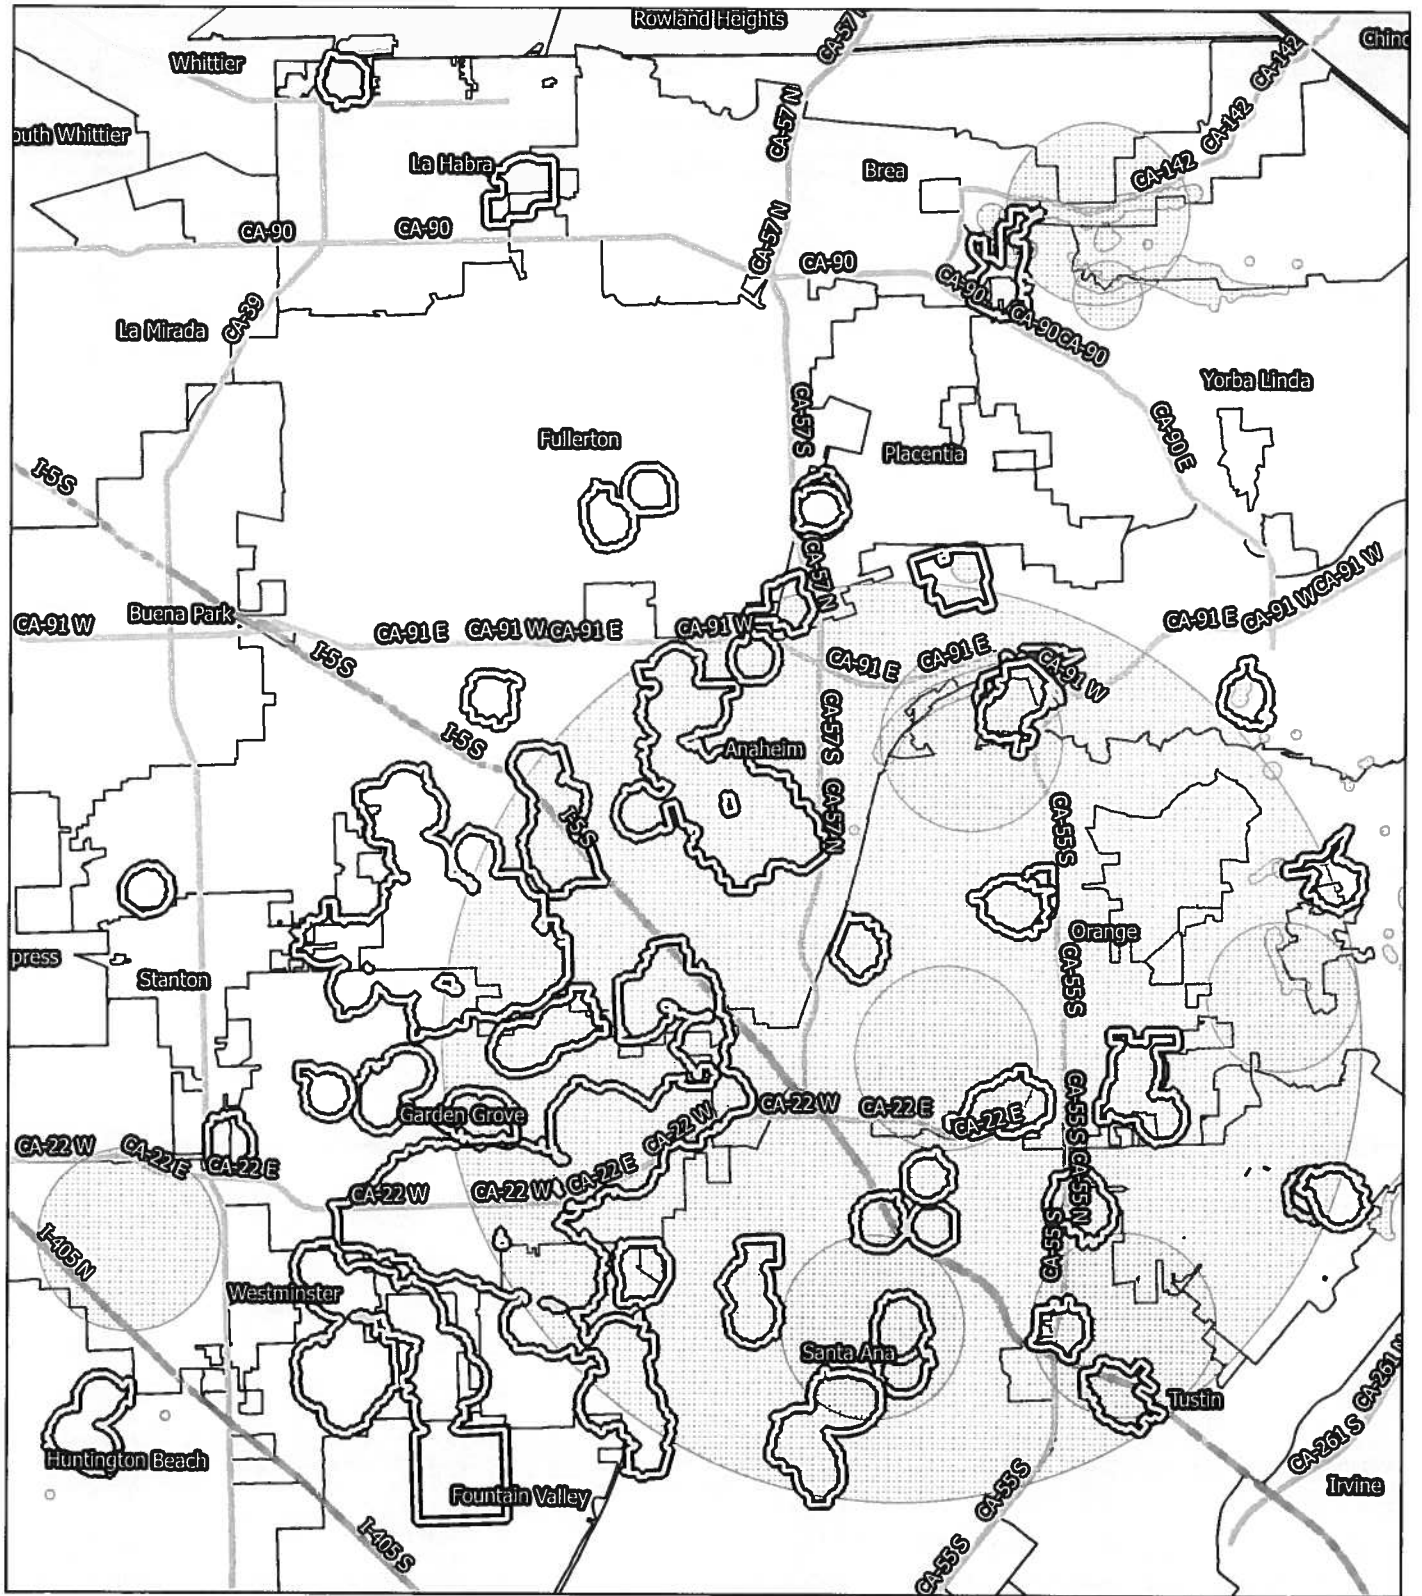 Rowland Heights
CA-57 N
Chino
Whittier
CA-142
outh Whittier
CA-57 N
CA-142
La Habra
Brea
CA-142
CA-90
CA-90
CA-57 N
CA-90
CA-90
La Mirada
CA-39
CA-90
CA-90
Yorba Linda
CA-57 S
CA-90 E
Fullerton
Placentia
I-5 S
CA-57 N
CA-91 W
Buena Park
CA-91 W
CA-91 E
CA-91 W
CA-91 E
CA-91 W
CA-91 E
CA-91 W
I-5 S
CA-91 E
CA-91 E
CA-91 W
I-5 S
Anaheim
CA-57 S
CA-57 N
I-5 S
CA-55 S
Orange
press
Stanton
CA-55 S
Garden Grove
CA-22 W
CA-22 W
CA-22 E
CA-22 E
CA-55 S
CA-22 W
CA-22 E
CA-22 E
CA-22 W
CA-22 W
CA-22 E
CA-55 N
I-405 N
CA-55 S
Westminster
Santa Ana
Tustin
CA-261 N
Huntington Beach
CA-261 S
Fountain Valley
CA-55 S
Irvine
I-405 S
CA-55 S